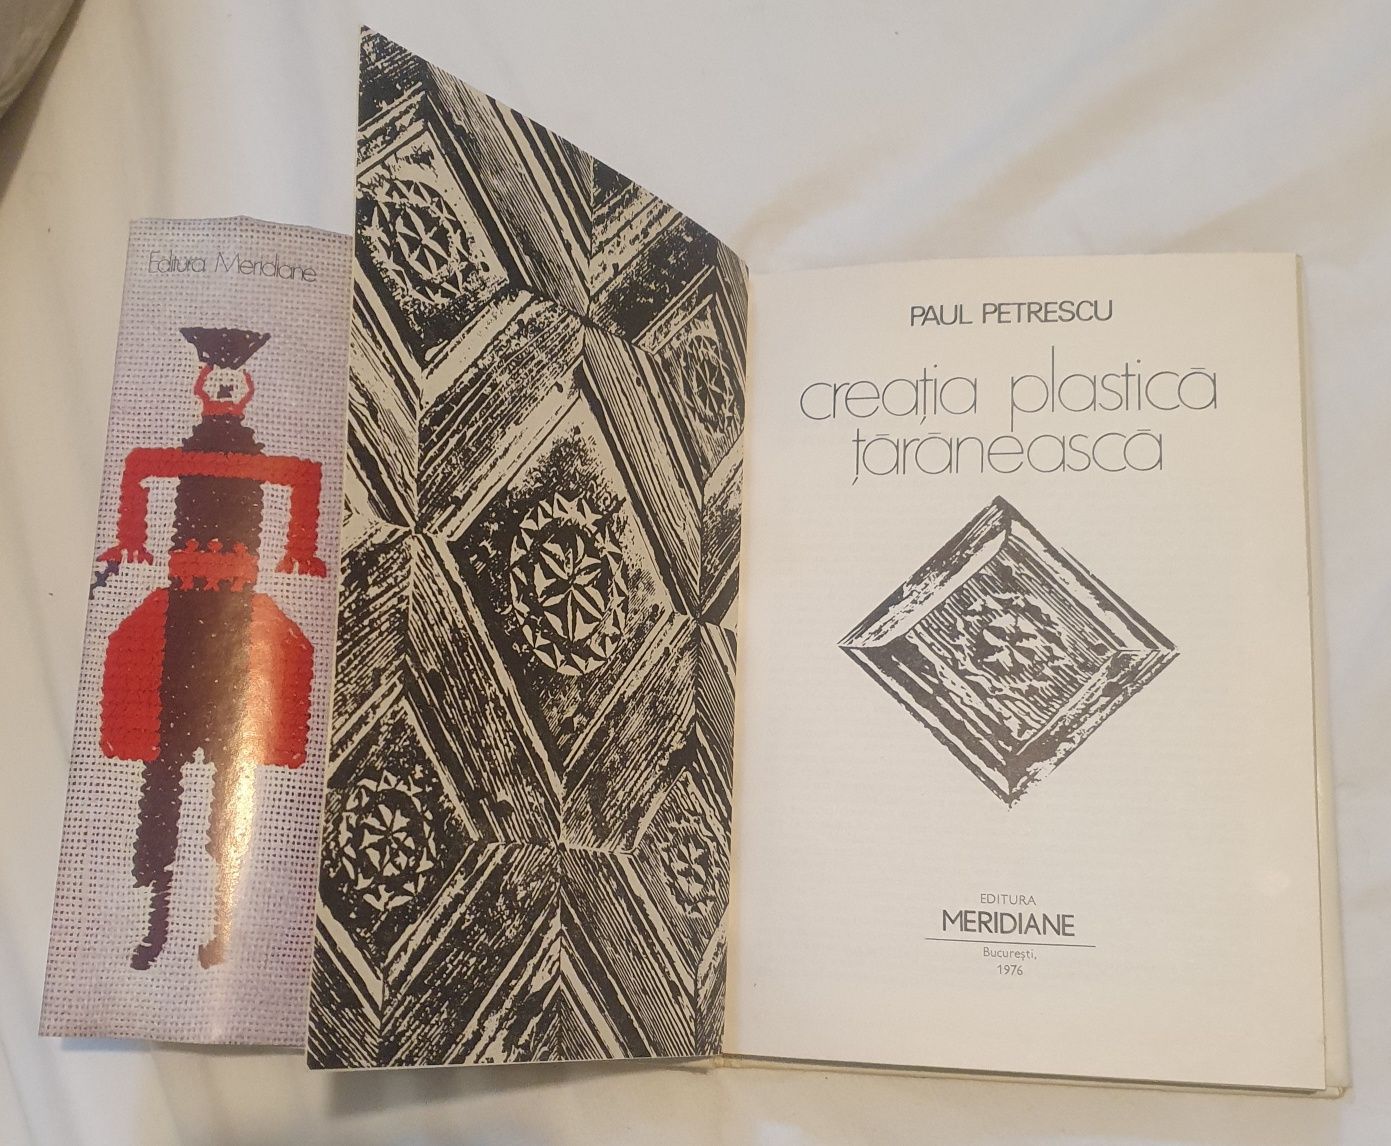 Editura Meridiane
PAUL PETRESCU
creația plastică
țărănească
EDITURA
MERIDIANE
București,
1976